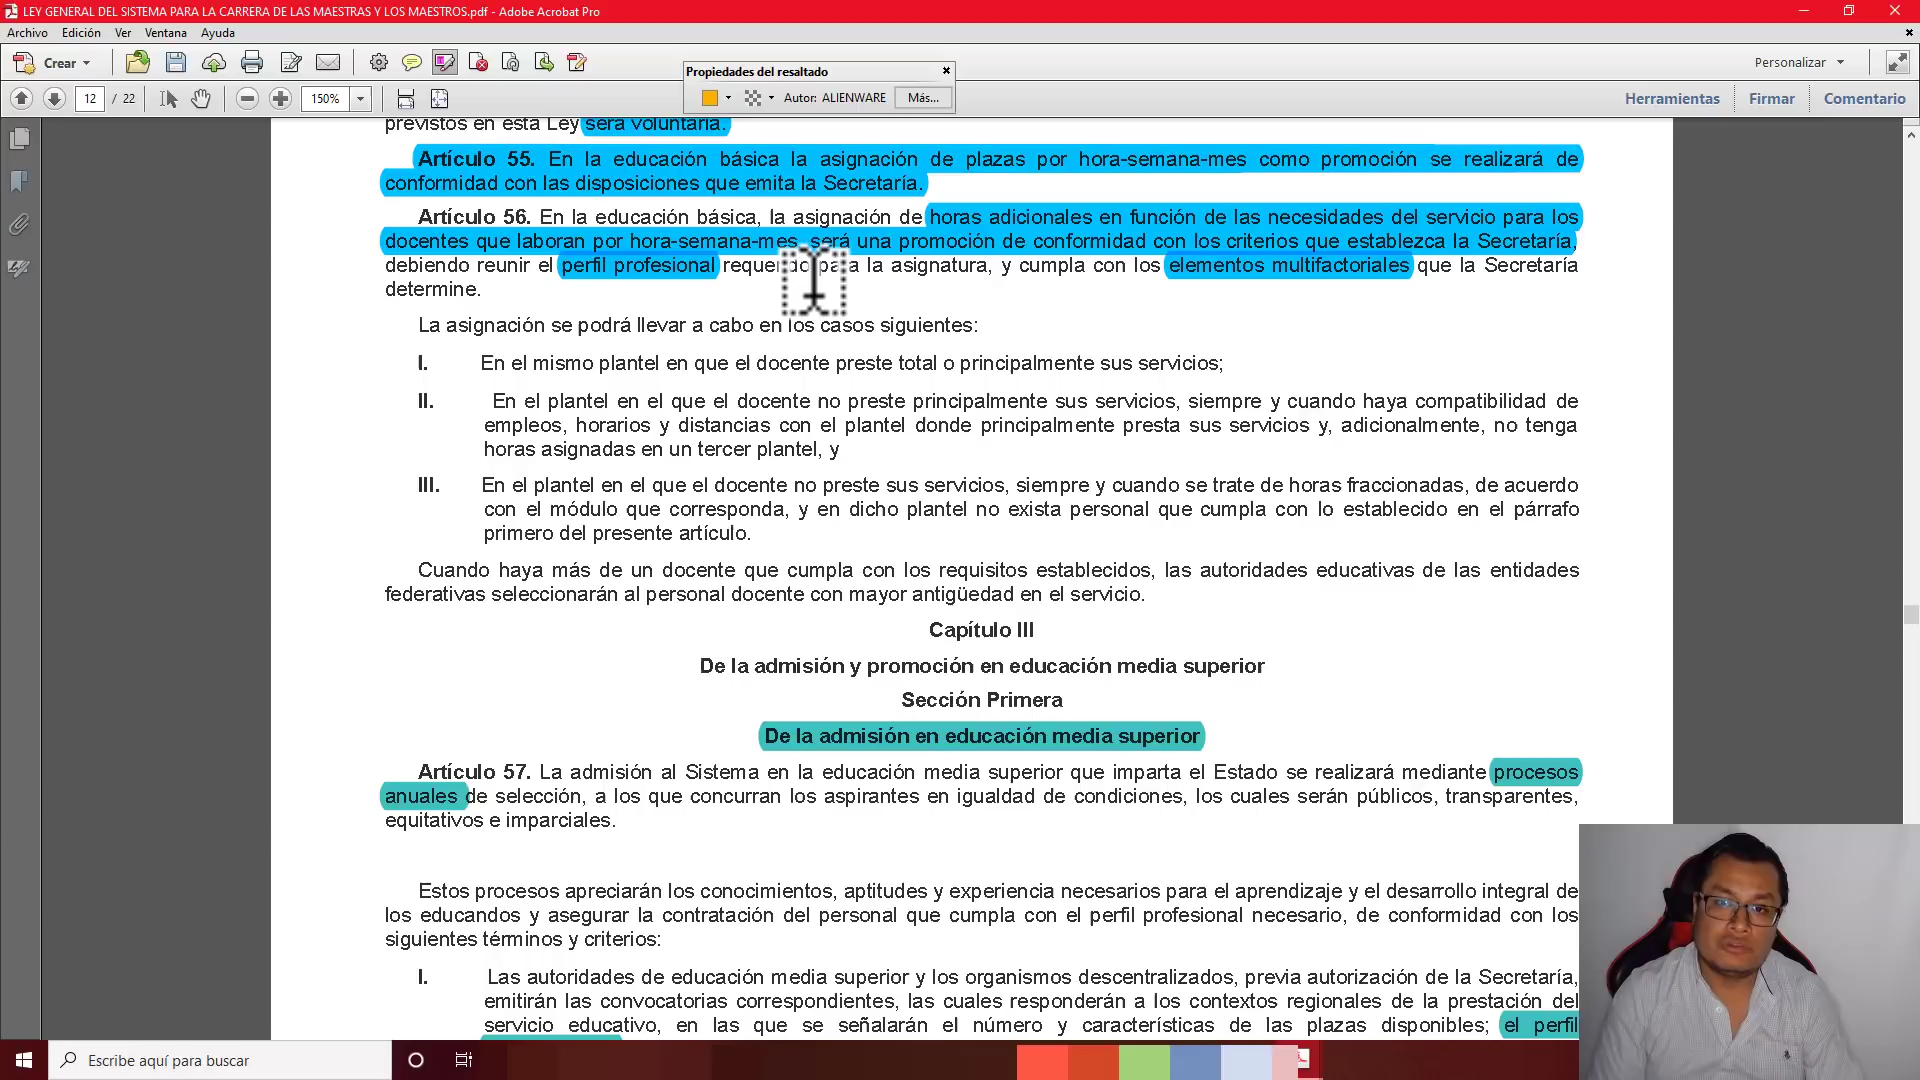 LEY GENERAL DEL SISTEMA PARA LA CARRERA DE LAS MAESTRAS Y LOS MAESTROS.pdf - Adobe Acrobat Pro
Archivo Edición Ver Ventana Ayuda
Crear Personalizar
Propiedades del resaltado
Autor: ALIENWARE Más...
12 / 22 150% Herramientas Firmar Comentario
previstos en esta Ley será voluntaria.
Artículo 55. En la educación básica la asignación de plazas por hora-semana-mes como promoción se realizará de
conformidad con las disposiciones que emita la Secretaría.
Artículo 56. En la educación básica, la asignación de horas adicionales en función de las necesidades del servicio para los
docentes que laboran por hora-semana-mes, será una promoción de conformidad con los criterios que establezca la Secretaría,
debiendo reunir el perfil profesional requerido para la asignatura, y cumpla con los elementos multifactoriales que la Secretaría
determine.
La asignación se podrá llevar a cabo en los casos siguientes:
I. En el mismo plantel en que el docente preste total o principalmente sus servicios;
II. En el plantel en el que el docente no preste principalmente sus servicios, siempre y cuando haya compatibilidad de
empleos, horarios y distancias con el plantel donde principalmente presta sus servicios y, adicionalmente, no tenga
horas asignadas en un tercer plantel, y
III. En el plantel en el que el docente no preste sus servicios, siempre y cuando se trate de horas fraccionadas, de acuerdo
con el módulo que corresponda, y en dicho plantel no exista personal que cumpla con lo establecido en el párrafo
primero del presente artículo.
Cuando haya más de un docente que cumpla con los requisitos establecidos, las autoridades educativas de las entidades
federativas seleccionarán al personal docente con mayor antigüedad en el servicio.
Capítulo III
De la admisión y promoción en educación media superior
Sección Primera
De la admisión en educación media superior
Artículo 57. La admisión al Sistema en la educación media superior que imparta el Estado se realizará mediante procesos
anuales de selección, a los que concurran los aspirantes en igualdad de condiciones, los cuales serán públicos, transparentes,
equitativos e imparciales.
Estos procesos apreciarán los conocimientos, aptitudes y experiencia necesarios para el aprendizaje y el desarrollo integral de
los educandos y asegurar la contratación del personal que cumpla con el perfil profesional necesario, de conformidad con los
siguientes términos y criterios:
I. Las autoridades de educación media superior y los organismos descentralizados, previa autorización de la Secretaría,
emitirán las convocatorias correspondientes, las cuales responderán a los contextos regionales de la prestación del
servicio educativo, en las que se señalarán el número y características de las plazas disponibles; el perfil
Escribe aquí para buscar